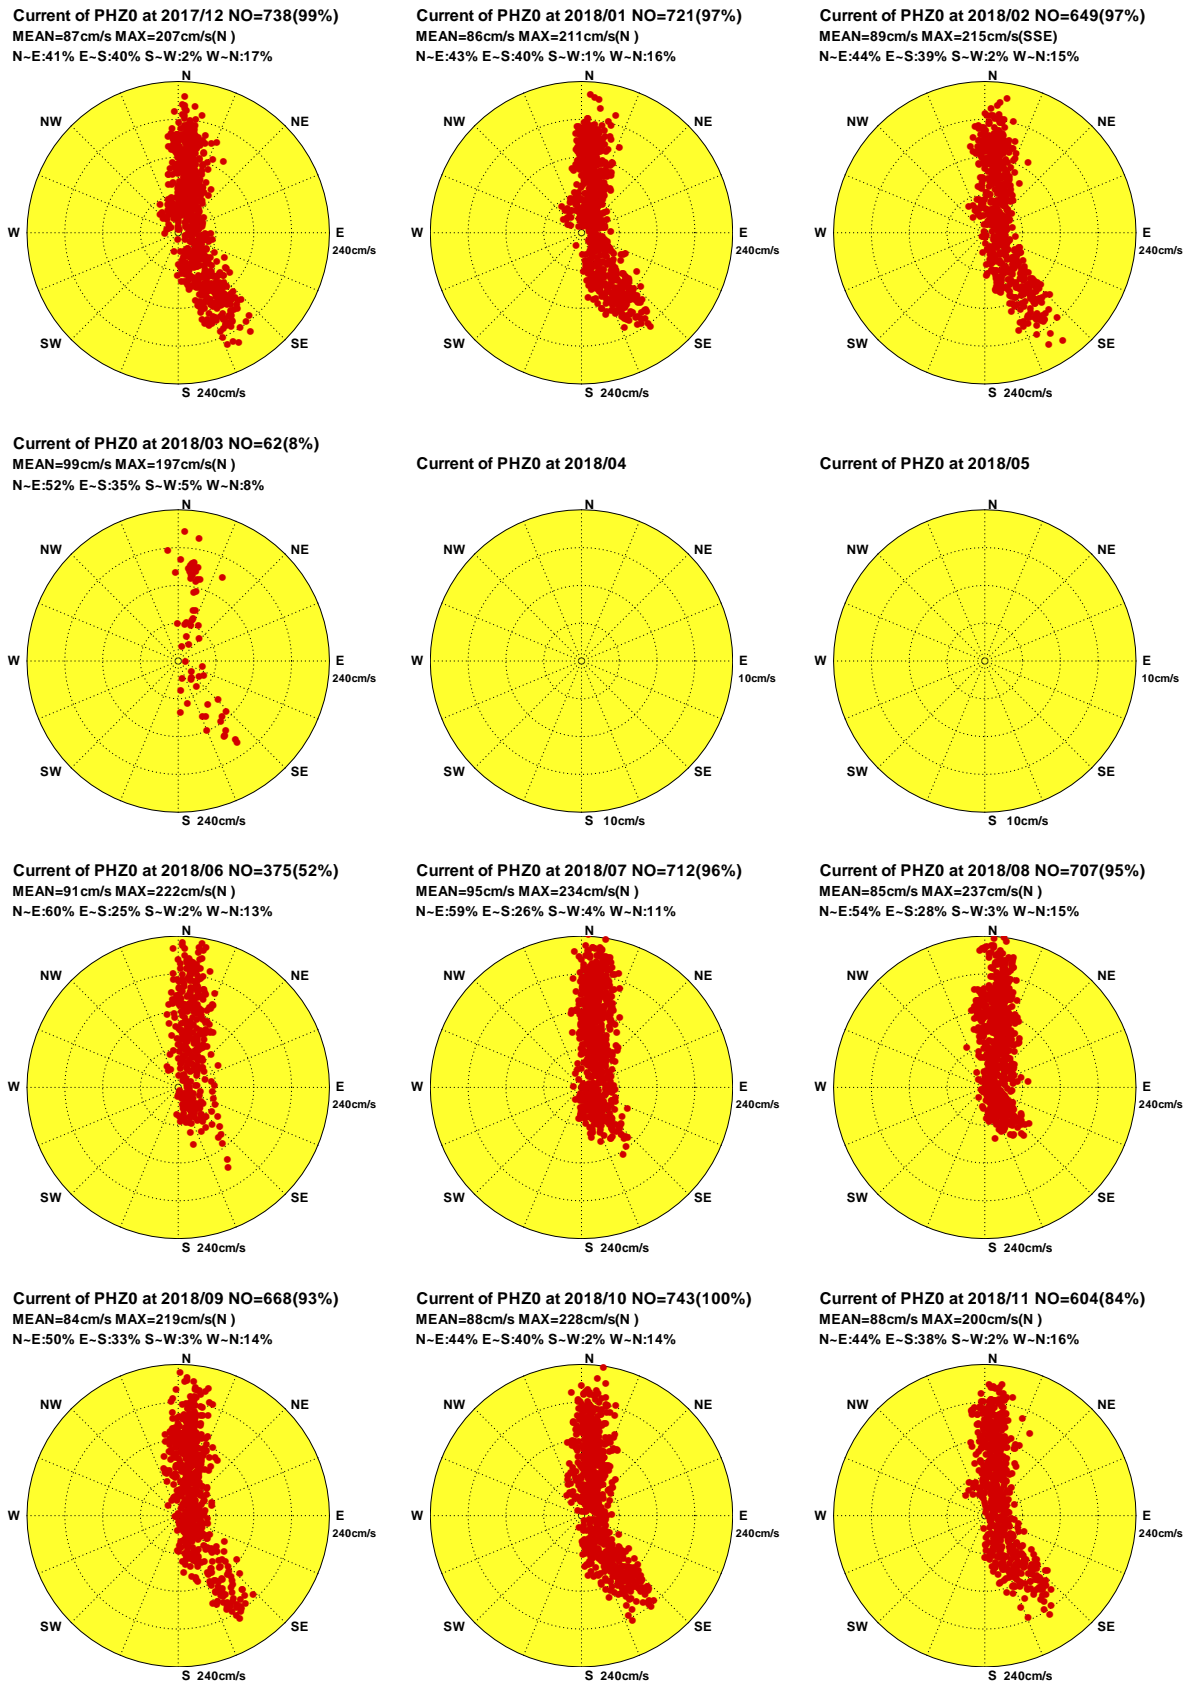 Current of PHZ0 at 2017/12 NO=738(99%)
MEAN=87cm/s MAX=207cm/s(N )
N~E:41% E~S:40% S~W:2% W~N:17%
N
NW
NE
W
E
240cm/s
SW
SE
S 240cm/s
Current of PHZ0 at 2018/01 NO=721(97%)
MEAN=86cm/s MAX=211cm/s(N )
N~E:43% E~S:40% S~W:1% W~N:16%
N
NW
NE
W
E
240cm/s
SW
SE
S 240cm/s
Current of PHZ0 at 2018/02 NO=649(97%)
MEAN=89cm/s MAX=215cm/s(SSE)
N~E:44% E~S:39% S~W:2% W~N:15%
N
NW
NE
W
E
240cm/s
SW
SE
S 240cm/s
Current of PHZ0 at 2018/03 NO=62(8%)
MEAN=99cm/s MAX=197cm/s(N )
N~E:52% E~S:35% S~W:5% W~N:8%
N
NW
NE
W
E
240cm/s
SW
SE
S 240cm/s
Current of PHZ0 at 2018/04
N
NW
NE
W
E
10cm/s
SW
SE
S 10cm/s
Current of PHZ0 at 2018/05
N
NW
NE
W
E
10cm/s
SW
SE
S 10cm/s
Current of PHZ0 at 2018/06 NO=375(52%)
MEAN=91cm/s MAX=222cm/s(N )
N~E:60% E~S:25% S~W:2% W~N:13%
N
NW
NE
W
E
240cm/s
SW
SE
S 240cm/s
Current of PHZ0 at 2018/07 NO=712(96%)
MEAN=95cm/s MAX=234cm/s(N )
N~E:59% E~S:26% S~W:4% W~N:11%
N
NW
NE
W
E
240cm/s
SW
SE
S 240cm/s
Current of PHZ0 at 2018/08 NO=707(95%)
MEAN=85cm/s MAX=237cm/s(N )
N~E:54% E~S:28% S~W:3% W~N:15%
N
NW
NE
W
E
240cm/s
SW
SE
S 240cm/s
Current of PHZ0 at 2018/09 NO=668(93%)
MEAN=84cm/s MAX=219cm/s(N )
N~E:50% E~S:33% S~W:3% W~N:14%
N
NW
NE
W
E
240cm/s
SW
SE
S 240cm/s
Current of PHZ0 at 2018/10 NO=743(100%)
MEAN=88cm/s MAX=228cm/s(N )
N~E:44% E~S:40% S~W:2% W~N:14%
N
NW
NE
W
E
240cm/s
SW
SE
S 240cm/s
Current of PHZ0 at 2018/11 NO=604(84%)
MEAN=88cm/s MAX=200cm/s(N )
N~E:44% E~S:38% S~W:2% W~N:16%
N
NW
NE
W
E
240cm/s
SW
SE
S 240cm/s